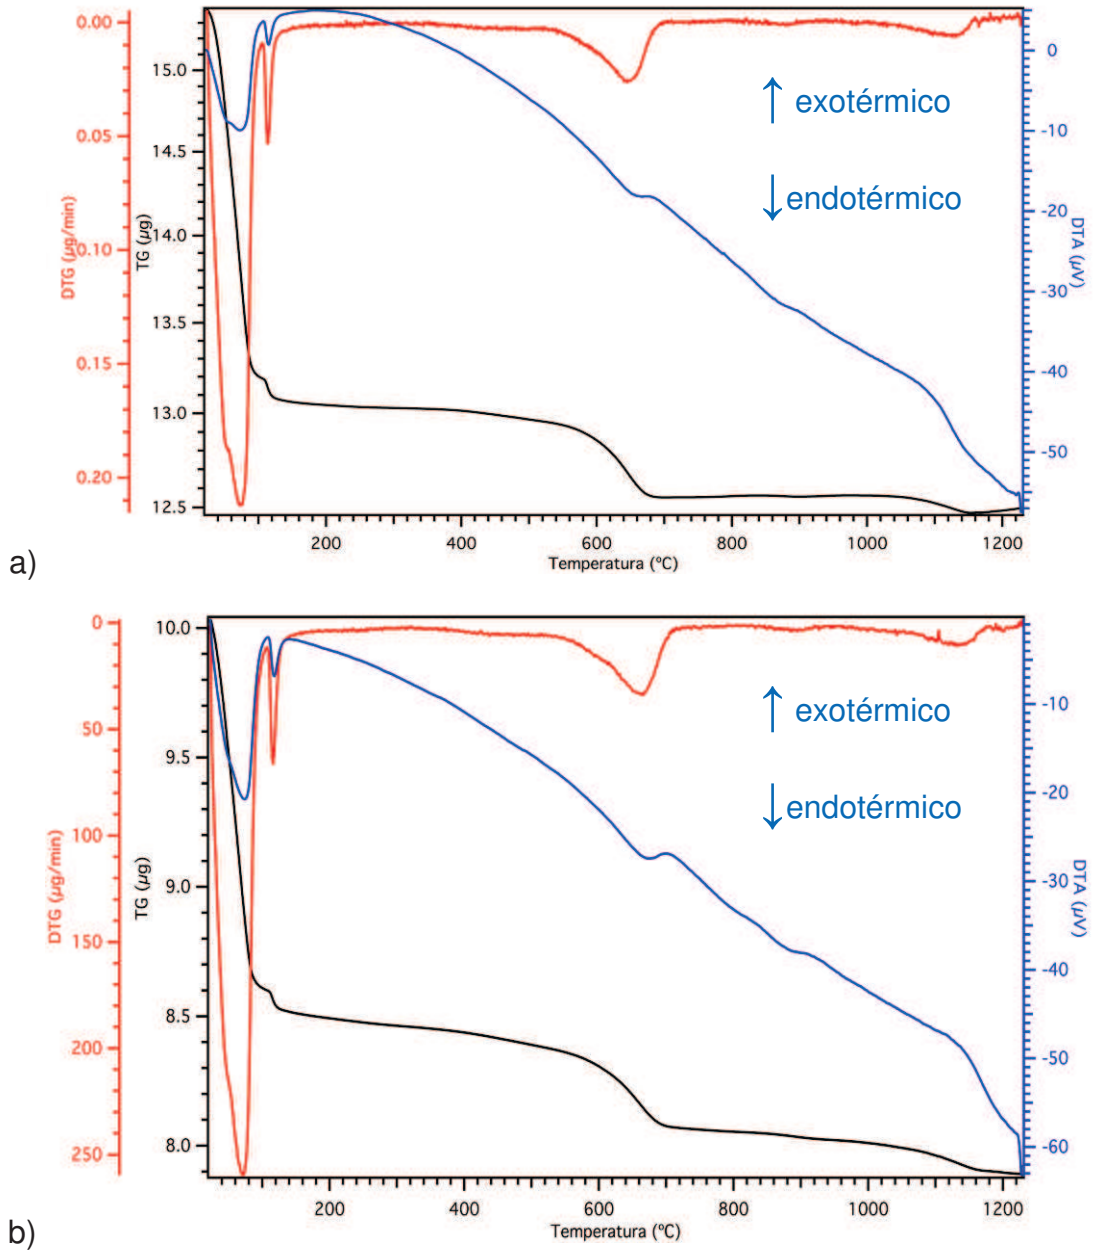 0.00
0.05
0.10
0.15
0.20
DTG (µg/min)
15.0
14.5
14.0
13.5
13.0
12.5
TG (µg)
↑ exotérmico
↓ endotérmico
0
-10
-20
-30
-40
-50
DTA (µV)
200 400 600 800 1000 1200
Temperatura (ºC)
a)
0
50
100
150
200
250
DTG (µg/min)
10.0
9.5
9.0
8.5
8.0
TG (µg)
↑ exotérmico
↓ endotérmico
-10
-20
-30
-40
-50
-60
DTA (µV)
200 400 600 800 1000 1200
Temperatura (ºC)
b)